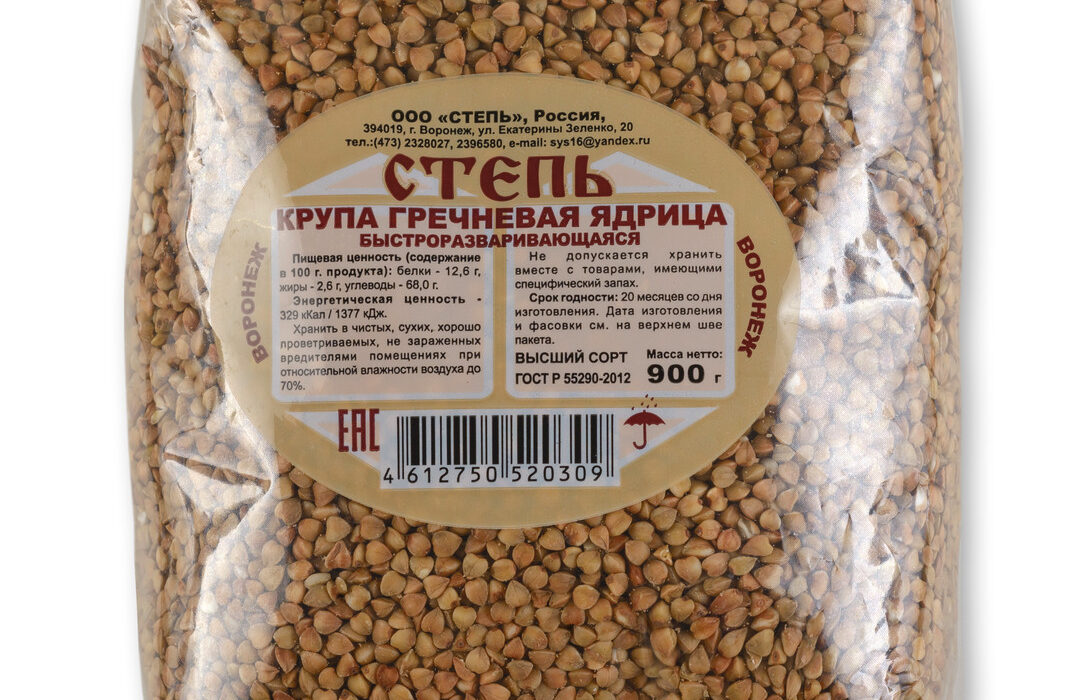 ООО «СТЕПЬ», Россия,
394019, г. Воронеж, ул. Екатерины Зеленко, 20
тел.:(473) 2328027, 2396580, e-mail: sys16@yandex.ru
СТЕПЬ
КРУПА ГРЕЧНЕВАЯ ЯДРИЦА
БЫСТРОРАЗВАРИВАЮЩАЯСЯ
ВОРОНЕЖ
Пищевая ценность (содержание
в 100 г. продукта): белки - 12,6 г,
жиры - 2,6 г, углеводы - 68,0 г.
Энергетическая ценность -
329 кКал / 1377 кДж.
Хранить в чистых, сухих, хорошо
проветриваемых, не зараженных
вредителями помещениях при
относительной влажности воздуха до
70%.
Не допускается хранить
вместе с товарами, имеющими
специфический запах.
Срок годности: 20 месяцев со дня
изготовления. Дата изготовления
и фасовки см. на верхнем шве
пакета.
ВЫСШИЙ СОРТ
ГОСТ Р 55290-2012
Масса нетто:
900 г
ВОРОНЕЖ
ЕАС
4 612750 520309